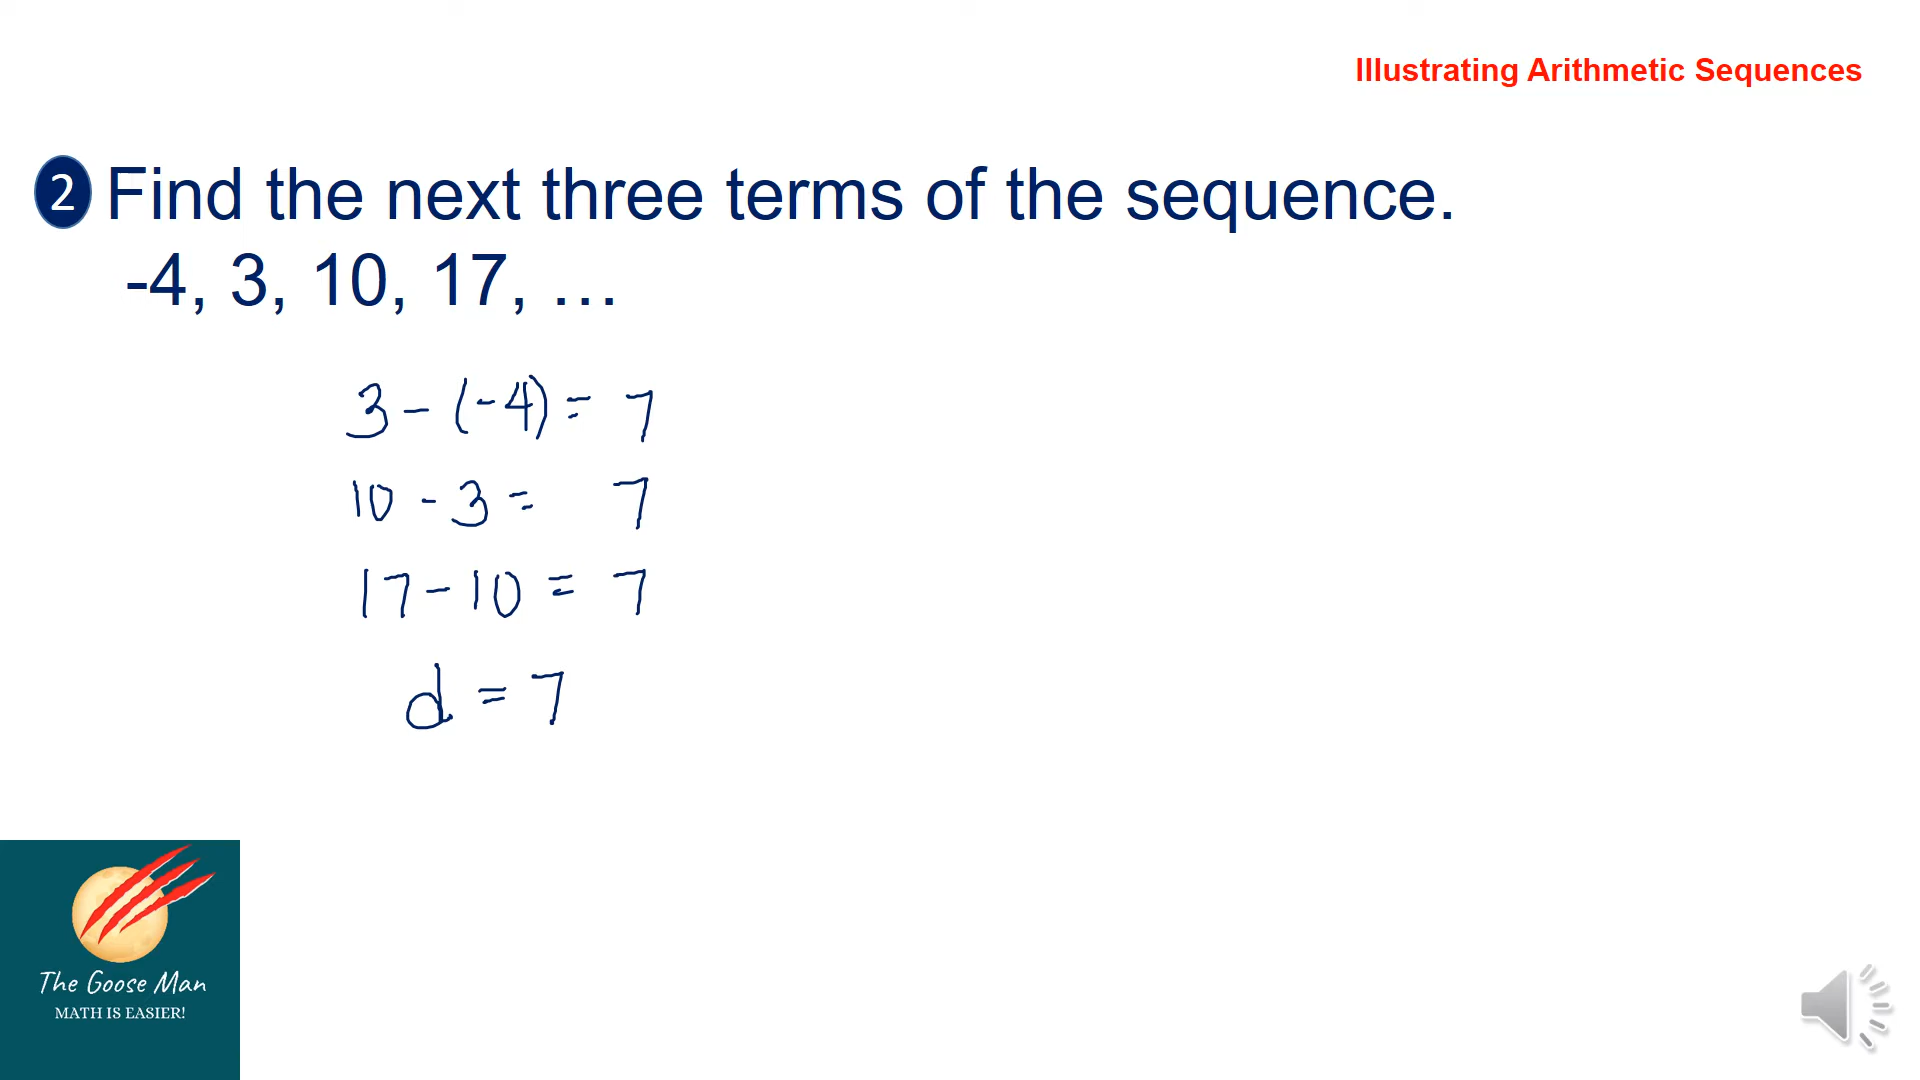 Illustrating Arithmetic Sequences
2 Find the next three terms of the sequence.
-4, 3, 10, 17, …
3 - (-4) = 7
10 - 3 = 7
17 - 10 = 7
d = 7
The Goose Man
MATH IS EASIER!